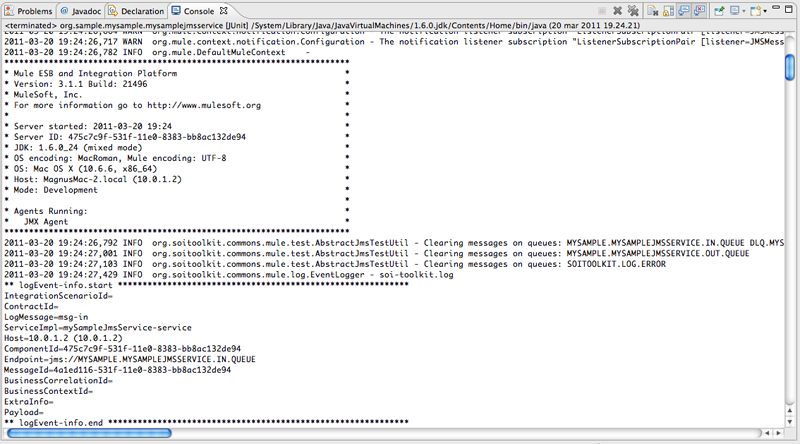 Problems @ Javadoc Declaration Console
<terminated> org.sample.mysample.mysamplejmsservice [JUnit] /System/Library/Java/JavaVirtualMachines/1.6.0.jdk/Contents/Home/bin/java (20 mar 2011 19.24.21)
WARN org.mule.context.notification.Configuration - The notification listener subscription "ListenerSubscriptionPair [listener=JMSMess
2011-03-20 19:24:26,717 WARN org.mule.context.notification.Configuration - The notification listener subscription "ListenerSubscriptionPair [listener=JMSMess
2011-03-20 19:24:26,782 INFO org.mule.DefaultMuleContext -
**********************************************************************
* Mule ESB and Integration Platform *
* Version: 3.1.1 Build: 21496 *
* MuleSoft, Inc. *
* For more information go to http://www.mulesoft.org *
* *
* Server started: 2011-03-20 19:24 *
* Server ID: 475c7c9f-531f-11e0-8383-bb8ac132de94 *
* JDK: 1.6.0_24 (mixed mode) *
* OS encoding: MacRoman, Mule encoding: UTF-8 *
* OS: Mac OS X (10.6.6, x86_64) *
* Host: MagnusMac-2.local (10.0.1.2) *
* Mode: Development *
* *
* Agents Running: *
* JMX Agent *
**********************************************************************
2011-03-20 19:24:26,792 INFO org.soitoolkit.commons.mule.test.AbstractJmsTestUtil - Clearing messages on queues: MYSAMPLE.MYSAMPLEJMSSERVICE.IN.QUEUE DLQ.MYS
2011-03-20 19:24:27,001 INFO org.soitoolkit.commons.mule.test.AbstractJmsTestUtil - Clearing messages on queues: MYSAMPLE.MYSAMPLEJMSSERVICE.OUT.QUEUE
2011-03-20 19:24:27,103 INFO org.soitoolkit.commons.mule.test.AbstractJmsTestUtil - Clearing messages on queues: SOITOOLKIT.LOG.ERROR
2011-03-20 19:24:27,429 INFO org.soitoolkit.commons.mule.log.EventLogger - soi-toolkit.log
** logEvent-info.start ***********************************************************
IntegrationScenarioId=
ContractId=
LogMessage=msg-in
ServiceImpl=mySampleJmsService-service
Host=10.0.1.2 (10.0.1.2)
ComponentId=475c7c9f-531f-11e0-8383-bb8ac132de94
Endpoint=jms://MYSAMPLE.MYSAMPLEJMSSERVICE.IN.QUEUE
MessageId=4a1ed116-531f-11e0-8383-bb8ac132de94
BusinessCorrelationId=
BusinessContextId=
ExtraInfo=
Payload=
** logEvent-info.end *************************************************************